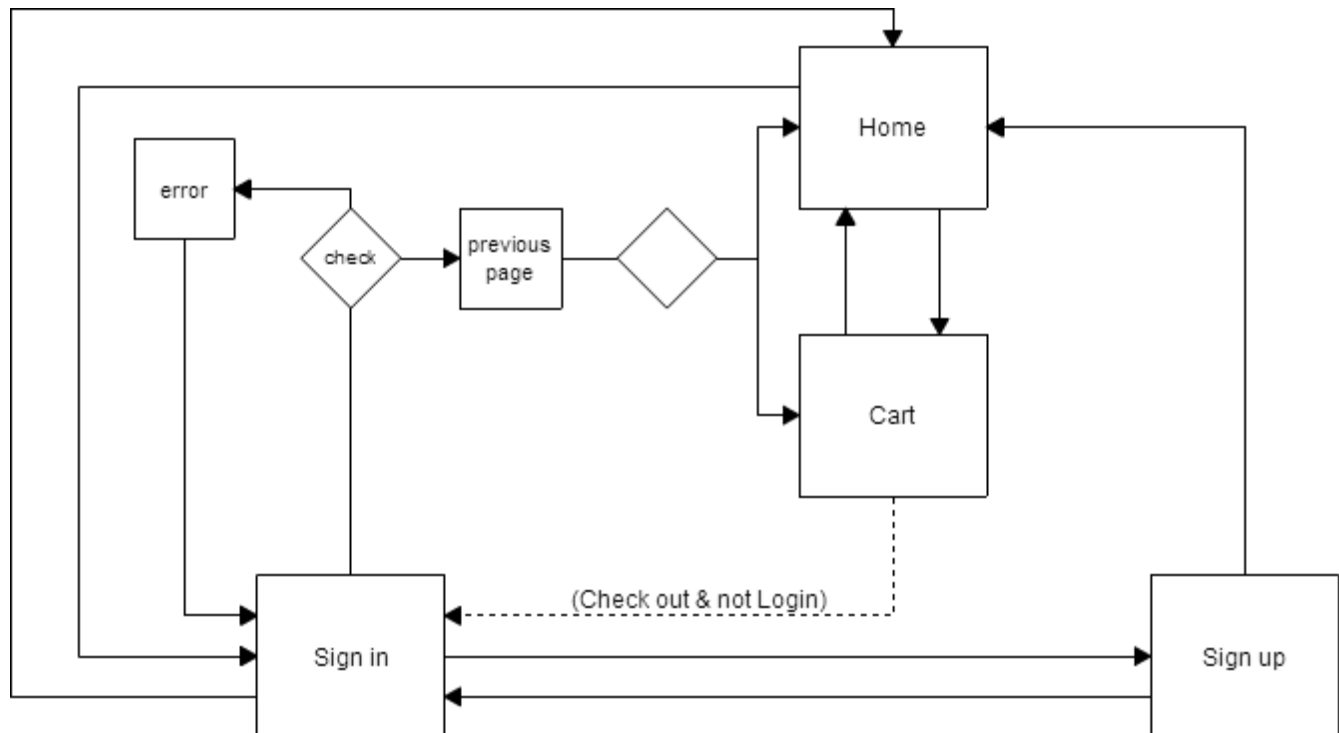 Home
error
check
previous
page
Cart
(Check out & not Login)
Sign in
Sign up